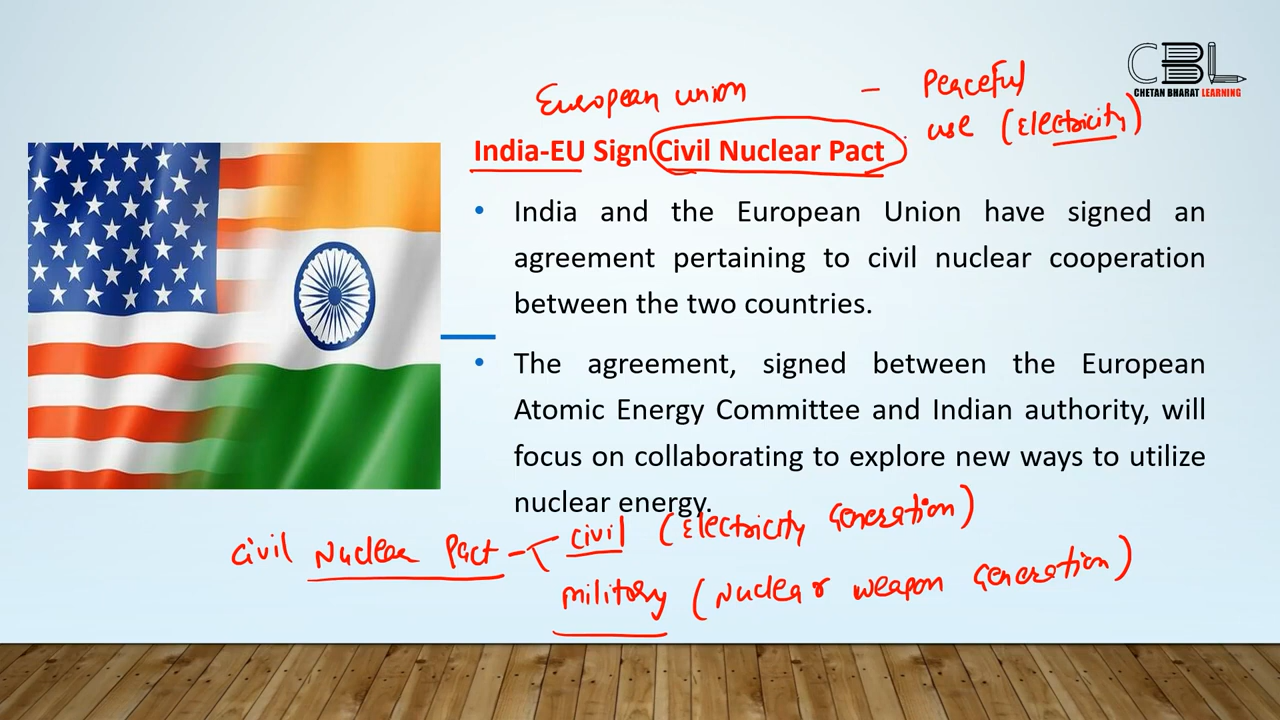 CBL
CHETAN BHARAT LEARNING
European union - Peaceful
use (Electricity)
India-EU Sign Civil Nuclear Pact
• India and the European Union have signed an
agreement pertaining to civil nuclear cooperation
between the two countries.
• The agreement, signed between the European
Atomic Energy Committee and Indian authority, will
focus on collaborating to explore new ways to utilize
nuclear energy.
civil Nuclear Pact - civil (Electricity Generation)
military (Nuclear weapon Generation)